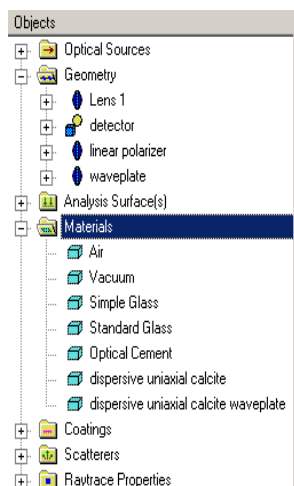 Objects
Optical Sources
Geometry
Lens 1
detector
linear polarizer
waveplate
Analysis Surface(s)
Materials
Air
Vacuum
Simple Glass
Standard Glass
Optical Cement
dispersive uniaxial calcite
dispersive uniaxial calcite waveplate
Coatings
Scatterers
Raytrace Properties